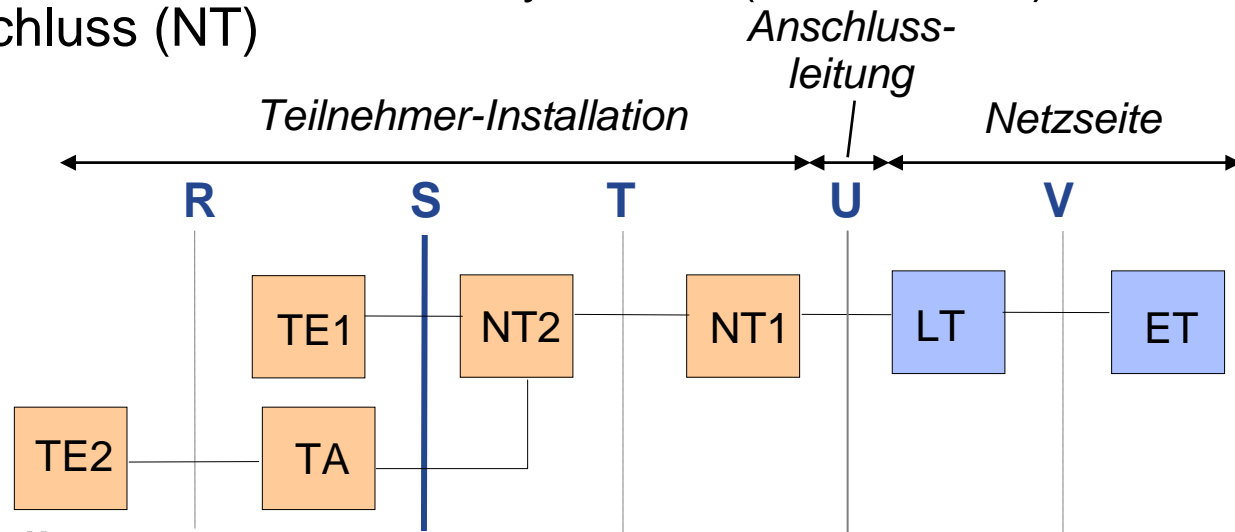 chluss (NT)
Anschluss-
leitung
Teilnehmer-Installation
Netzseite
R S T U V
TE1 NT2 NT1 LT ET
TE2 TA